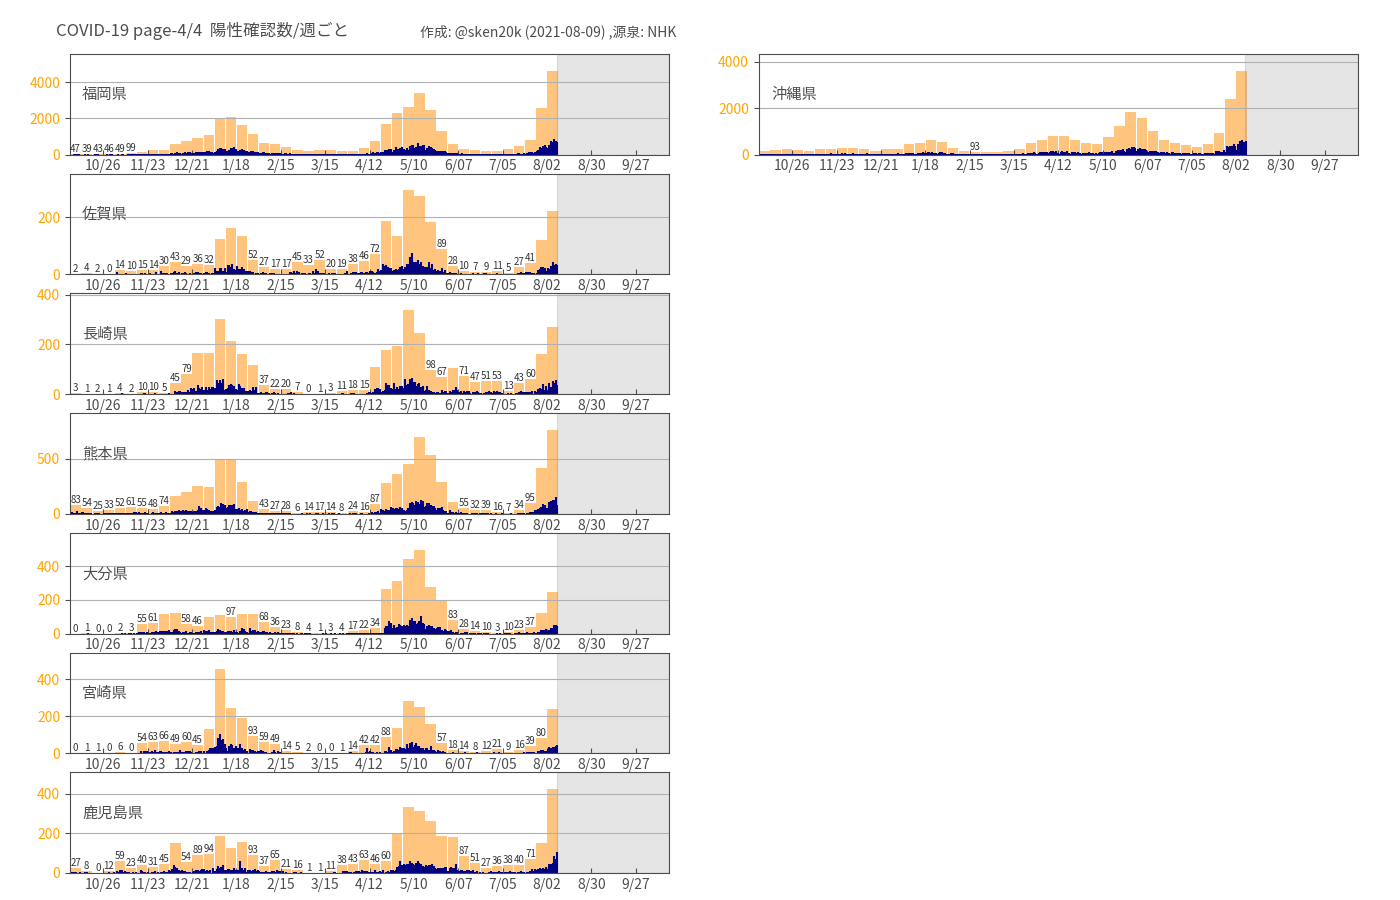 COVID-19 page-4/4 陽性確認数/週ごと
作成: @sken20k (2021-08-09) ,源泉: NHK
福岡県
4000
2000
0
47 39 43 46 49 99
10/26 11/23 12/21 1/18 2/15 3/15 4/12 5/10 6/07 7/05 8/02 8/30 9/27
佐賀県
200
0
2 4 2 0 14 10 15 14 30 43 29 36 32 52 27 17 17 45 33 52 20 19 38 46 72 89 28 10 7 9 11 5 27 41
10/26 11/23 12/21 1/18 2/15 3/15 4/12 5/10 6/07 7/05 8/02 8/30 9/27
長崎県
400
200
0
3 1 2 1 4 2 10 10 5 45 79 37 22 20 7 0 1 3 11 18 15 98 67 71 47 51 53 13 43 60
10/26 11/23 12/21 1/18 2/15 3/15 4/12 5/10 6/07 7/05 8/02 8/30 9/27
熊本県
500
0
83 54 25 33 52 61 55 48 74 43 27 28 6 14 17 14 8 24 16 87 55 32 39 16 7 34 95
10/26 11/23 12/21 1/18 2/15 3/15 4/12 5/10 6/07 7/05 8/02 8/30 9/27
大分県
400
200
0
0 1 0 0 2 3 55 61 58 46 97 68 36 23 8 4 1 3 4 17 22 34 83 28 14 10 3 10 23 37
10/26 11/23 12/21 1/18 2/15 3/15 4/12 5/10 6/07 7/05 8/02 8/30 9/27
宮崎県
400
200
0
0 1 1 0 6 0 54 63 66 49 60 45 93 59 49 14 5 2 0 0 1 14 42 42 88 57 18 14 8 12 21 9 16 39 80
10/26 11/23 12/21 1/18 2/15 3/15 4/12 5/10 6/07 7/05 8/02 8/30 9/27
鹿児島県
400
200
0
27 8 0 12 59 23 40 31 45 54 89 94 93 37 65 21 16 1 1 11 38 43 63 46 60 87 51 27 36 38 40 71
10/26 11/23 12/21 1/18 2/15 3/15 4/12 5/10 6/07 7/05 8/02 8/30 9/27
沖縄県
4000
2000
0
93
10/26 11/23 12/21 1/18 2/15 3/15 4/12 5/10 6/07 7/05 8/02 8/30 9/27